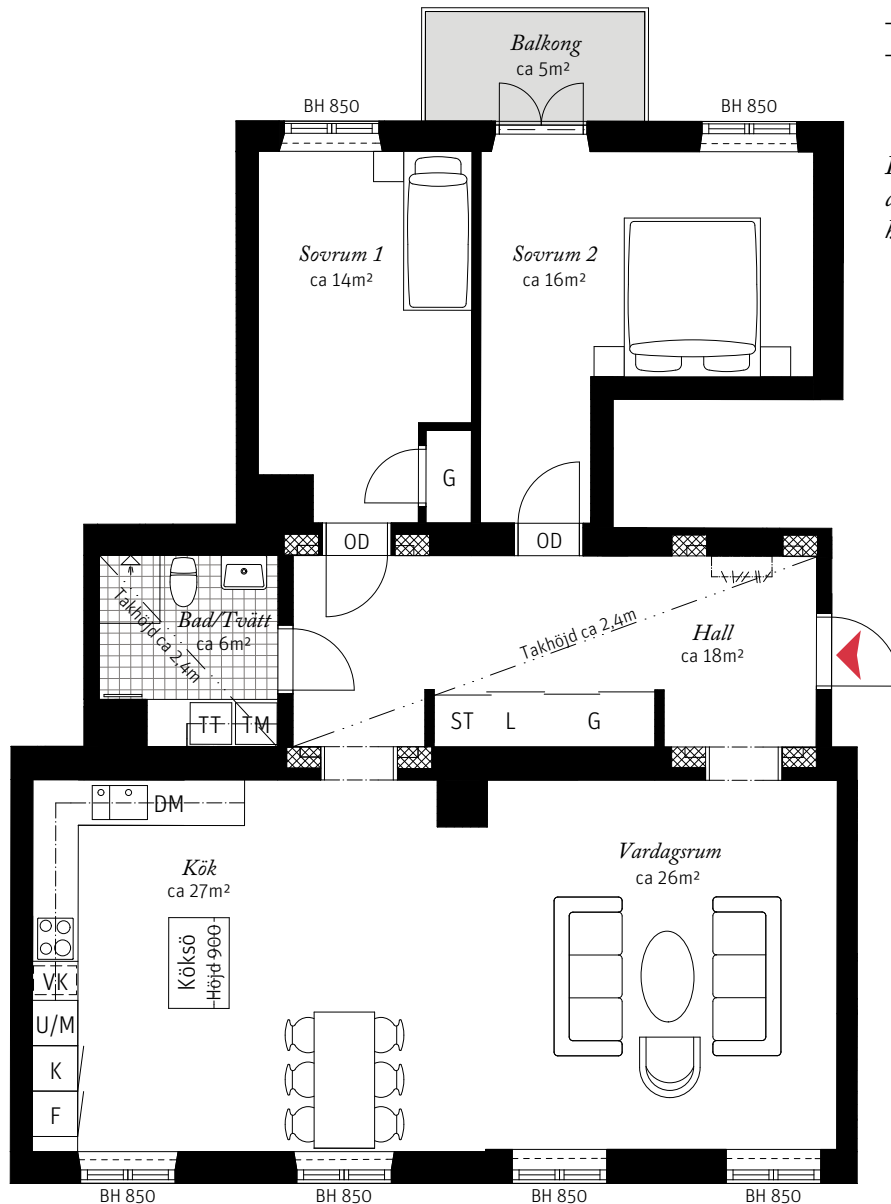 Balkong
ca 5m²
BH 850
BH 850
Sovrum 1
ca 14m²
Sovrum 2
ca 16m²
G
OD
OD
Takhöjd ca 2,4m
Bad/Tvätt
ca 6m²
Takhöjd ca 2,4m
Hall
ca 18m²
TT
TM
ST
L
G
DM
Kök
ca 27m²
Vardagsrum
ca 26m²
Köksö
Höjd 900
VK
U/M
K
F
BH 850
BH 850
BH 850
BH 850